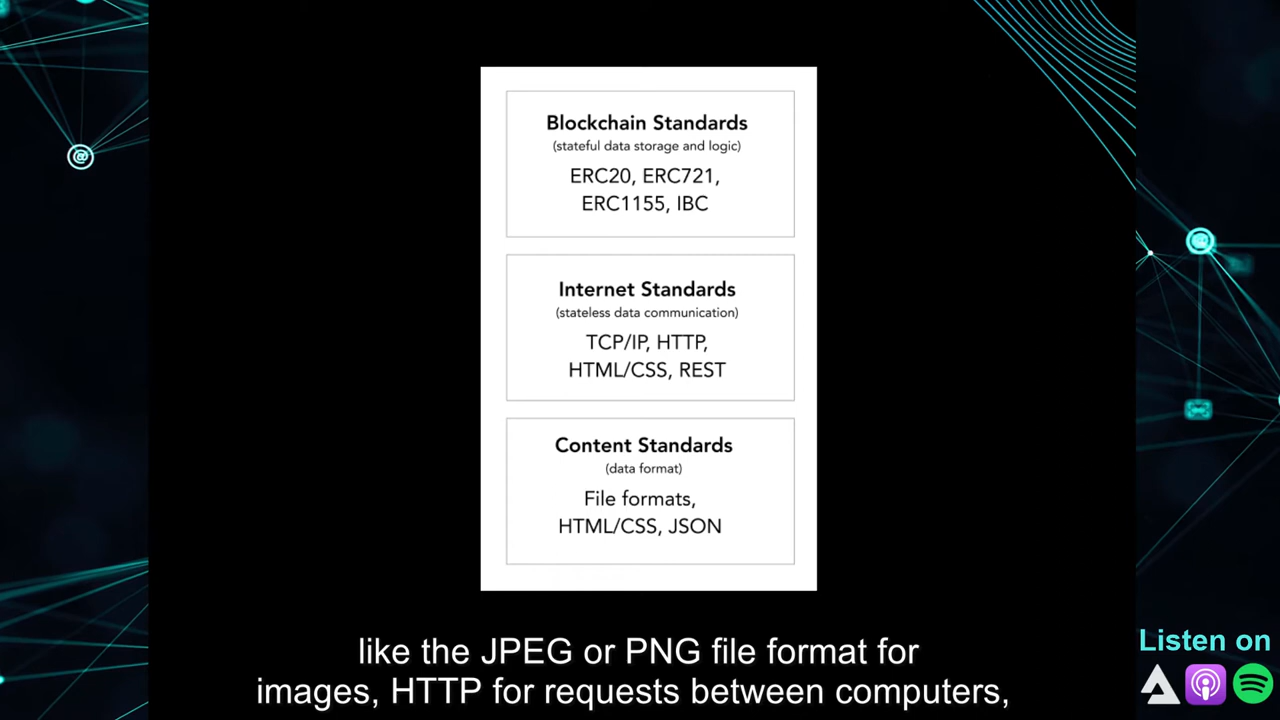 Blockchain Standards
(stateful data storage and logic)
ERC20, ERC721,
ERC1155, IBC
Internet Standards
(stateless data communication)
TCP/IP, HTTP,
HTML/CSS, REST
Content Standards
(data format)
File formats,
HTML/CSS, JSON
like the JPEG or PNG file format for
images, HTTP for requests between computers,
Listen on